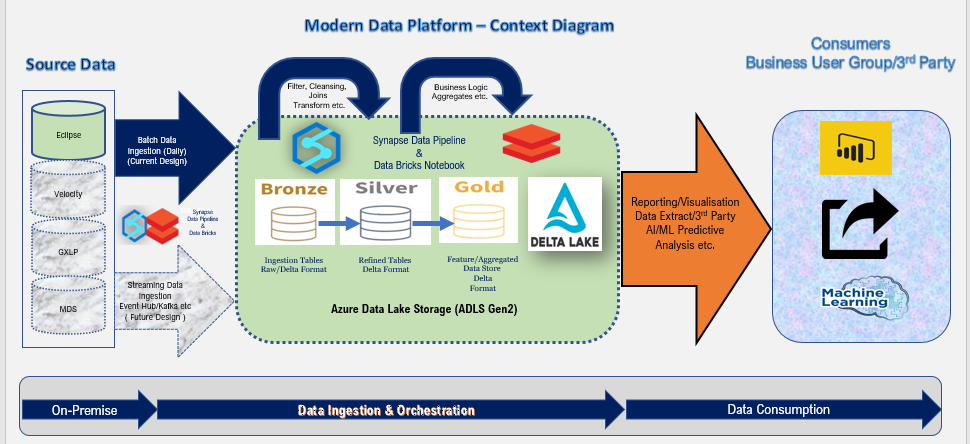 Modern Data Platform – Context Diagram
Source Data
Consumers
Business User Group/3rd Party
Eclipse
Velocity
GXLP
MDS
Batch Data
Ingestion (Daily)
(Current Design)
Synapse
Data Pipeline
&
Data Bricks
Streaming Data
Ingestion
Event Hub/Kafka etc
( Future Design )
Filter, Cleansing,
Joins
Transform etc.
Business Logic
Aggregates etc.
Synapse Data Pipeline
&
Data Bricks Notebook
Bronze
Silver
Gold
DELTA LAKE
Ingestion Tables
Raw/Delta Format
Refined Tables
Delta Format
Feature/Aggregated
Data Store
Delta
Format
Azure Data Lake Storage (ADLS Gen2)
Reporting/Visualisation
Data Extract/3rd Party
AI/ML Predictive
Analysis etc.
Machine
Learning
On-Premise
Data Ingestion & Orchestration
Data Consumption